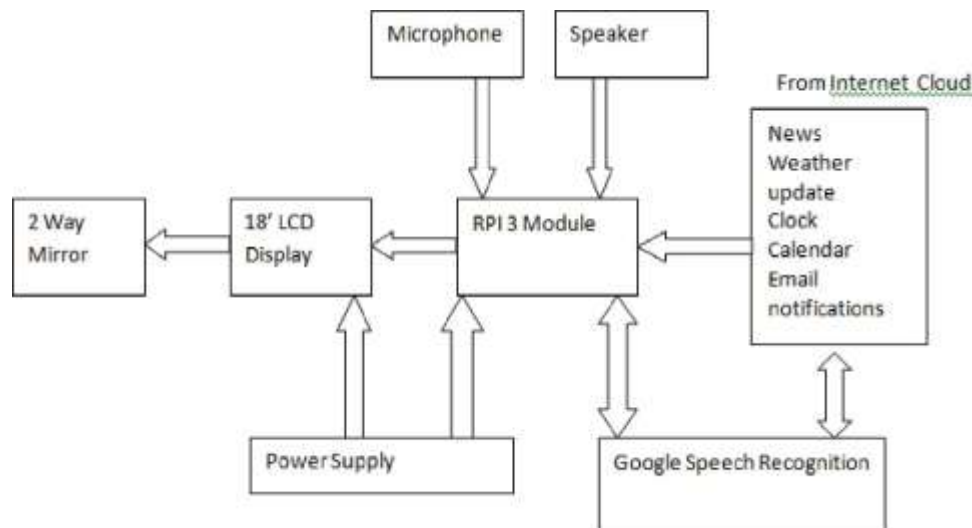 Microphone
Speaker
From Internet Cloud
News
Weather
update
Clock
Calendar
Email
notifications
2 Way
Mirror
18’ LCD
Display
RPI 3 Module
Power Supply
Google Speech Recognition